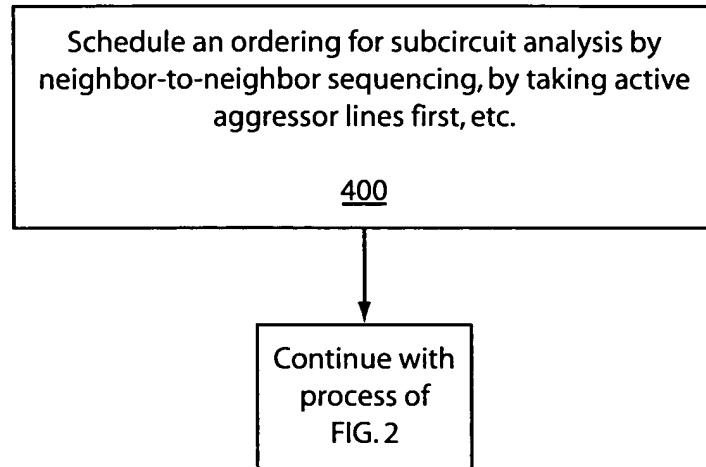 Schedule an ordering for subcircuit analysis by
neighbor-to-neighbor sequencing, by taking active
aggressor lines first, etc.
400
Continue with
process of
FIG. 2